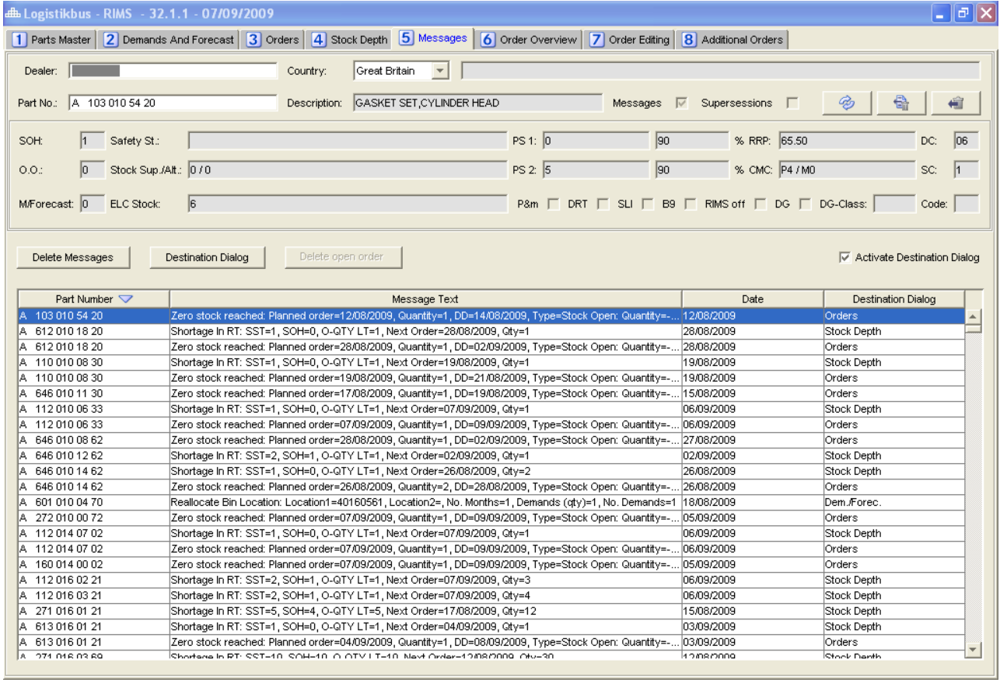 Logistikbus - RIMS - 32.1.1 - 07/09/2009
1 Parts Master 2 Demands And Forecast 3 Orders 4 Stock Depth 5 Messages 6 Order Overview 7 Order Editing 8 Additional Orders
Dealer: Country: Great Britain
Part No.: A 103 010 54 20 Description: GASKET SET,CYLINDER HEAD Messages Supersessions
SOH: 1 Safety St.: PS 1: 0 90 % RRP: 65.50 DC: 06
O.O.: 0 Stock Sup./Alt.: 0 / 0 PS 2: 5 90 % CMC: P4 / M0 SC: 1
M/Forecast: 0 ELC Stock: 6 P&m DRT SLI B9 RIMS off DG DG-Class: Code:
Delete Messages Destination Dialog Delete open order Activate Destination Dialog
Part Number Message Text Date Destination Dialog
A 103 010 54 20 Zero stock reached: Planned order=12/08/2009, Quantity=1, DD=14/08/2009, Type=Stock Open: Quantity=-... 12/08/2009 Orders
A 612 010 18 20 Shortage In RT: SST=1, SOH=0, O-QTY LT=1, Next Order=28/08/2009, Qty=1 28/08/2009 Stock Depth
A 612 010 18 20 Zero stock reached: Planned order=28/08/2009, Quantity=1, DD=02/09/2009, Type=Stock Open: Quantity=-... 28/08/2009 Orders
A 110 010 08 30 Shortage In RT: SST=1, SOH=0, O-QTY LT=1, Next Order=19/08/2009, Qty=1 19/08/2009 Stock Depth
A 110 010 08 30 Zero stock reached: Planned order=19/08/2009, Quantity=1, DD=21/08/2009, Type=Stock Open: Quantity=-... 19/08/2009 Orders
A 646 010 11 30 Zero stock reached: Planned order=17/08/2009, Quantity=1, DD=19/08/2009, Type=Stock Open: Quantity=-... 15/08/2009 Orders
A 112 010 06 33 Shortage In RT: SST=1, SOH=0, O-QTY LT=1, Next Order=07/09/2009, Qty=1 06/09/2009 Stock Depth
A 112 010 06 33 Zero stock reached: Planned order=07/09/2009, Quantity=1, DD=09/09/2009, Type=Stock Open: Quantity=-... 06/09/2009 Orders
A 646 010 08 62 Zero stock reached: Planned order=28/08/2009, Quantity=1, DD=02/09/2009, Type=Stock Open: Quantity=-... 27/08/2009 Orders
A 646 010 12 62 Shortage In RT: SST=2, SOH=1, O-QTY LT=1, Next Order=02/09/2009, Qty=1 02/09/2009 Stock Depth
A 646 010 14 62 Shortage In RT: SST=1, SOH=0, O-QTY LT=1, Next Order=26/08/2009, Qty=2 26/08/2009 Stock Depth
A 646 010 14 62 Zero stock reached: Planned order=26/08/2009, Quantity=2, DD=28/08/2009, Type=Stock Open: Quantity=-... 26/08/2009 Orders
A 601 010 04 70 Reallocate Bin Location: Location1=40160561, Location2=, No. Months=1, Demands (qty)=1, No. Demands=1 18/08/2009 Dem./Forec.
A 272 010 00 72 Zero stock reached: Planned order=07/09/2009, Quantity=1, DD=09/09/2009, Type=Stock Open: Quantity=-... 05/09/2009 Orders
A 112 014 07 02 Shortage In RT: SST=1, SOH=0, O-QTY LT=1, Next Order=07/09/2009, Qty=1 06/09/2009 Stock Depth
A 112 014 07 02 Zero stock reached: Planned order=07/09/2009, Quantity=1, DD=09/09/2009, Type=Stock Open: Quantity=-... 06/09/2009 Orders
A 160 014 00 02 Zero stock reached: Planned order=07/09/2009, Quantity=1, DD=09/09/2009, Type=Stock Open: Quantity=-... 05/09/2009 Orders
A 112 016 02 21 Shortage In RT: SST=2, SOH=1, O-QTY LT=1, Next Order=07/09/2009, Qty=3 06/09/2009 Stock Depth
A 112 016 03 21 Shortage In RT: SST=2, SOH=1, O-QTY LT=1, Next Order=07/09/2009, Qty=4 06/09/2009 Stock Depth
A 271 016 01 21 Shortage In RT: SST=5, SOH=4, O-QTY LT=5, Next Order=17/08/2009, Qty=12 15/08/2009 Stock Depth
A 613 016 01 21 Shortage In RT: SST=1, SOH=0, O-QTY LT=1, Next Order=04/09/2009, Qty=1 03/09/2009 Stock Depth
A 613 016 01 21 Zero stock reached: Planned order=04/09/2009, Quantity=1, DD=08/09/2009, Type=Stock Open: Quantity=-... 03/09/2009 Orders
A 271 016 03 69 Shortage In RT: SST=10, SOH=10, O-QTY LT=10, Next Order=12/08/2009, Qty=30 12/08/2009 Stock Depth